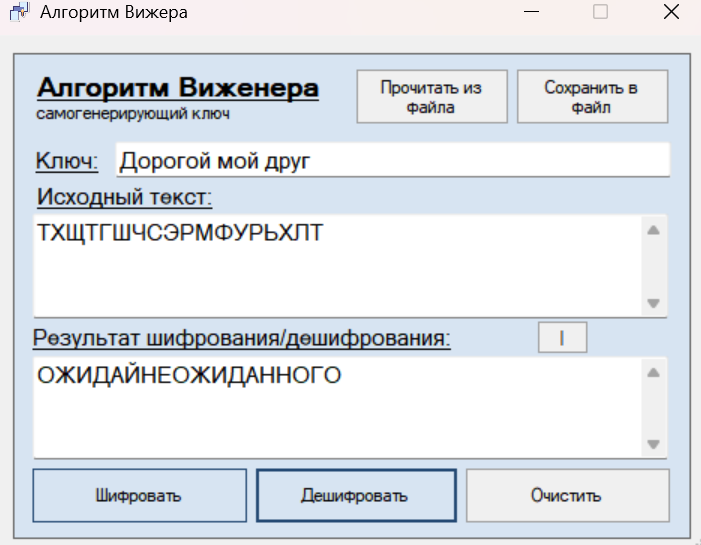 Алгоритм Вижера
Алгоритм Виженера
самогенерирующий ключ
Прочитать из
файла
Сохранить в
файл
Ключ: Дорогой мой друг
Исходный текст:
ТХЩТГШЧСЭРМФУРЬХЛТ
Результат шифрования/дешифрования:
I
ОЖИДАЙНЕОЖИДАННОГО
Шифровать
Дешифровать
Очистить